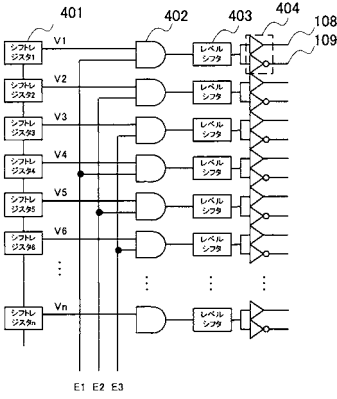 401
402
403
404
シフトレジスタ1
V1
レベルシフタ
108
109
シフトレジスタ2
V2
レベルシフタ
シフトレジスタ3
V3
レベルシフタ
シフトレジスタ4
V4
レベルシフタ
シフトレジスタ5
V5
レベルシフタ
シフトレジスタ6
V6
レベルシフタ
シフトレジスタn
Vn
レベルシフタ
E1 E2 E3